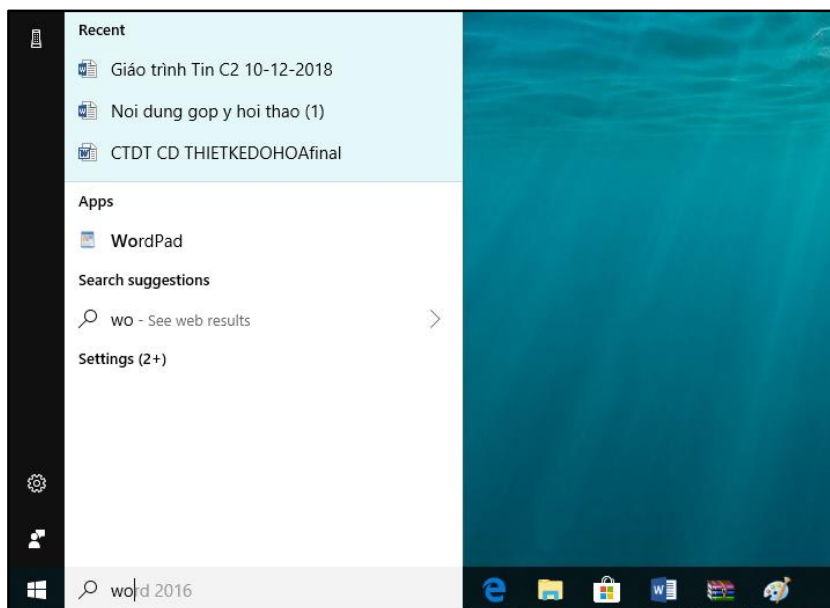 Recent
Giáo trình Tin C2 10-12-2018
Noi dung gop y hoi thao (1)
CTDT CD THIETKEDOHOAfinal
Apps
WordPad
Search suggestions
wo - See web results
Settings (2+)
word 2016